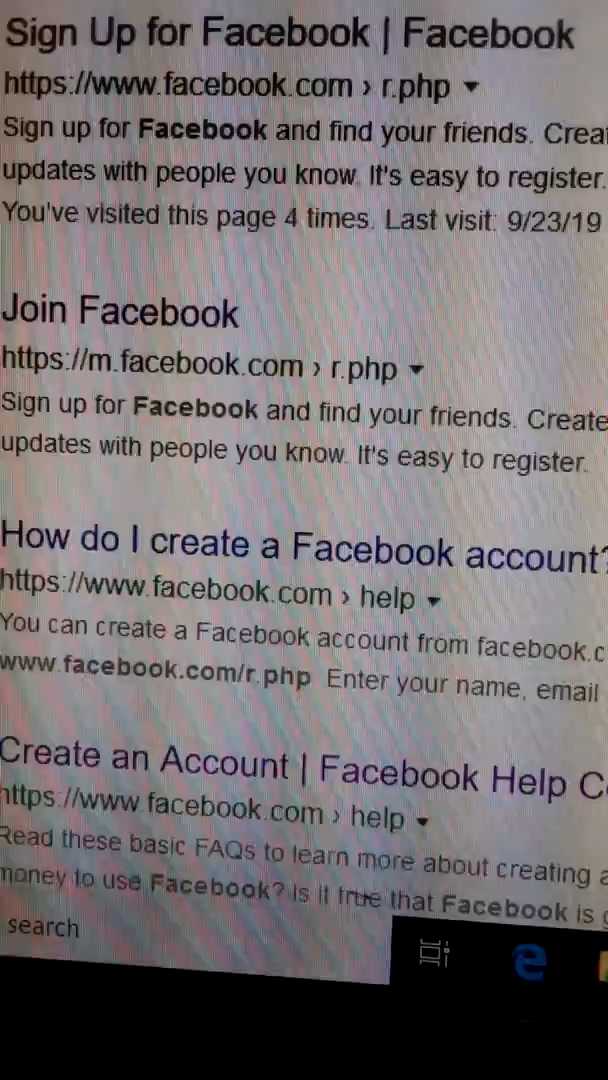 Sign Up for Facebook | Facebook
https://www.facebook.com › r.php
Sign up for Facebook and find your friends. Crea
updates with people you know. It's easy to register.
You've visited this page 4 times. Last visit: 9/23/19
Join Facebook
https://m.facebook.com › r.php
Sign up for Facebook and find your friends. Create
updates with people you know. It's easy to register.
How do I create a Facebook account?
https://www.facebook.com › help
You can create a Facebook account from facebook.c
www.facebook.com/r.php Enter your name, email
Create an Account | Facebook Help C
https://www.facebook.com › help
Read these basic FAQs to learn more about creating a
money to use Facebook? Is it true that Facebook is
search